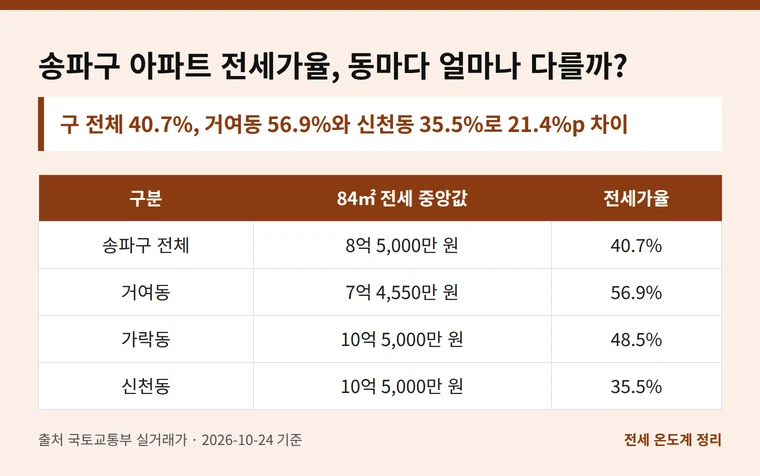 송파구 아파트 전세가율, 동마다 얼마나 다를까?
구 전체 40.7%, 거여동 56.9%와 신천동 35.5%로 21.4%p 차이
구분 84㎡ 전세 중앙값 전세가율
송파구 전체 8억 5,000만 원 40.7%
거여동 7억 4,550만 원 56.9%
가락동 10억 5,000만 원 48.5%
신천동 10억 5,000만 원 35.5%
출처 국토교통부 실거래가 · 2026-10-24 기준 전세 온도계 정리